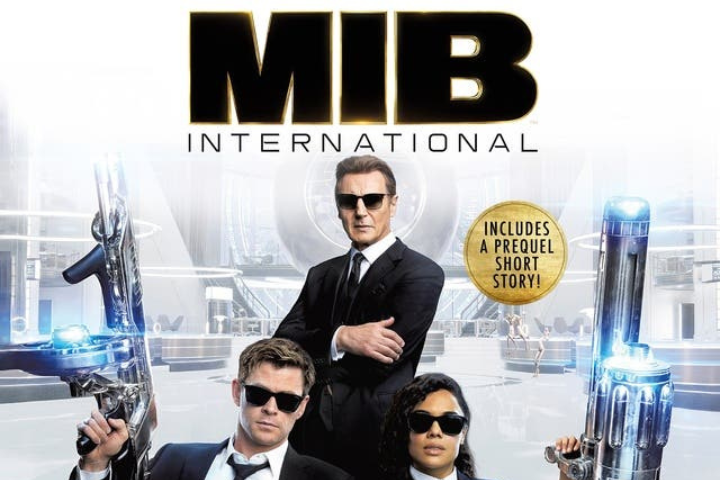 MIB
INTERNATIONAL
INCLUDES
A PREQUEL
SHORT
STORY!